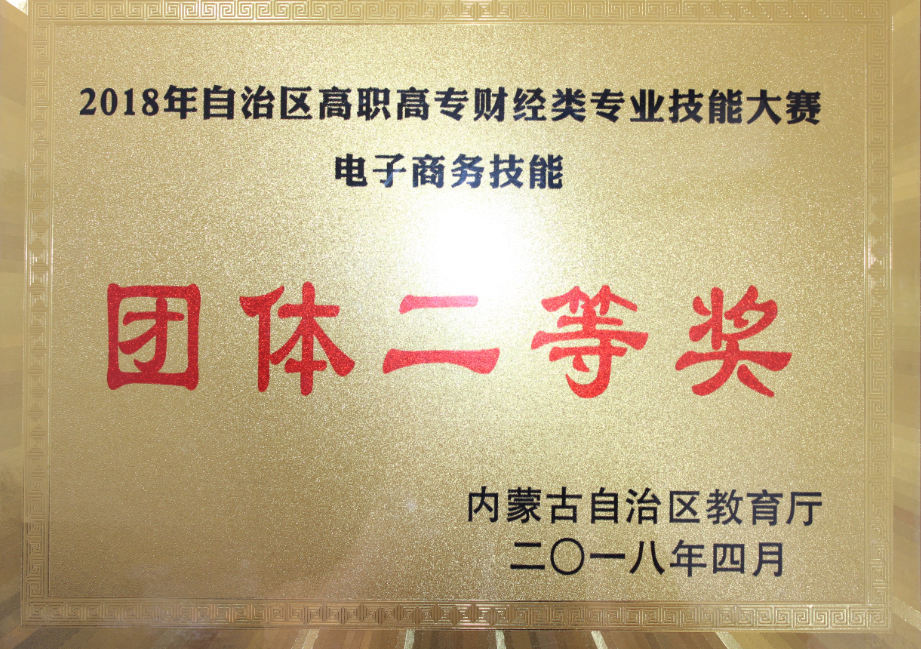 2018年自治区高职高专财经类专业技能大赛
电子商务技能
团体二等奖
内蒙古自治区教育厅
二〇一八年四月